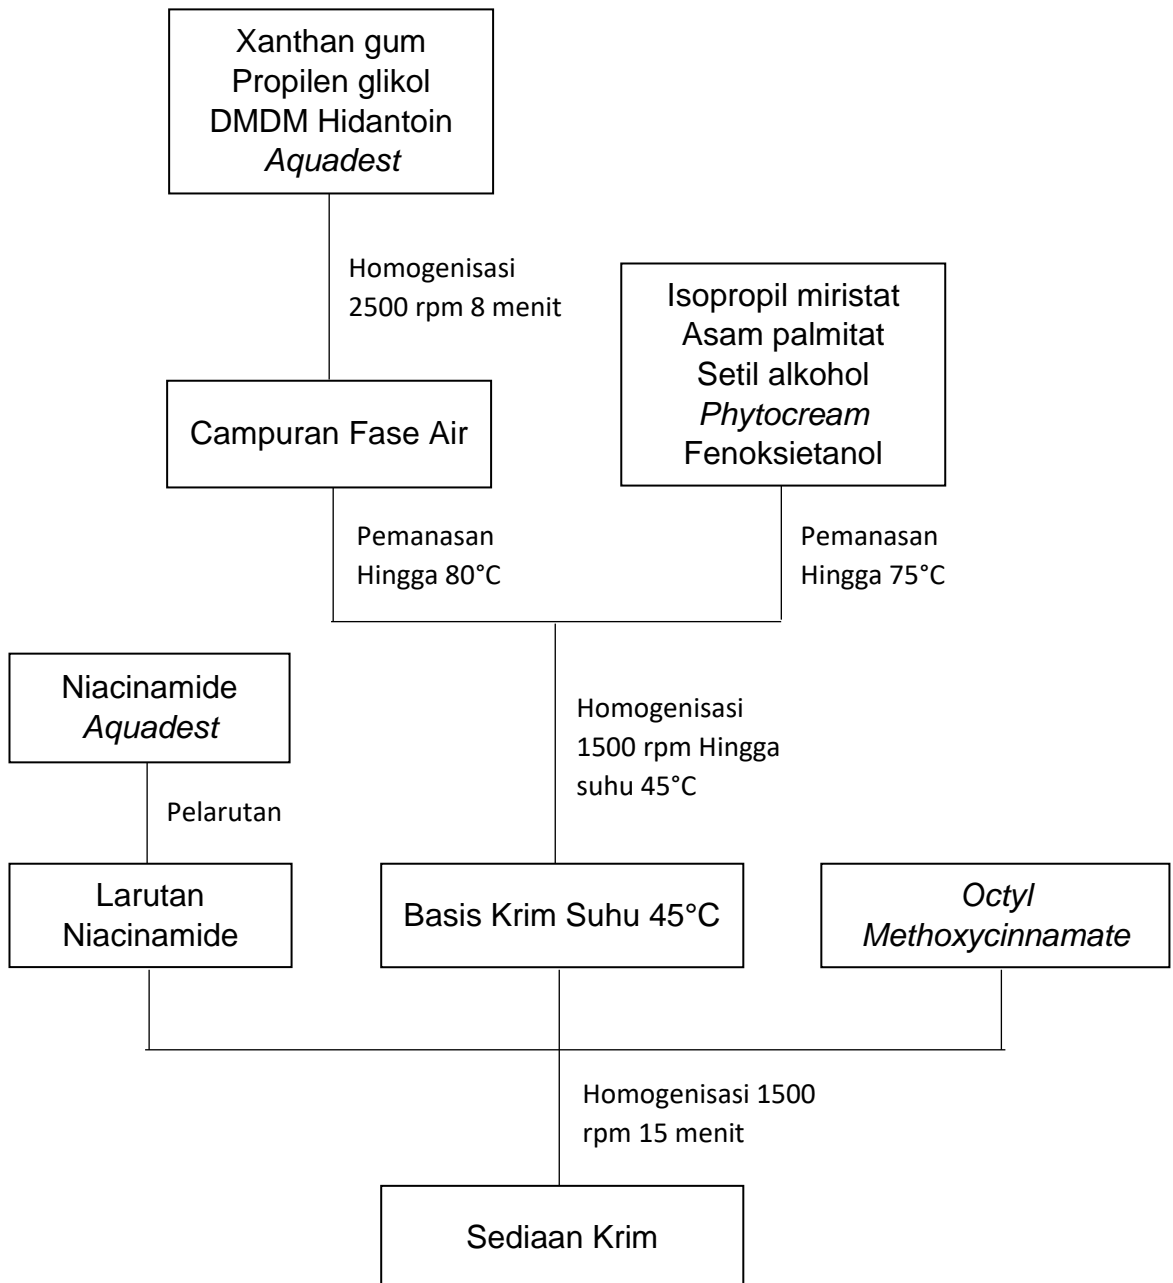 Xanthan gum
Propilen glikol
DMDM Hidantoin
Aquadest
Homogenisasi
2500 rpm 8 menit
Isopropil miristat
Asam palmitat
Setil alkohol
Phytocream
Fenoksietanol
Campuran Fase Air
Pemanasan
Hingga 80°C
Pemanasan
Hingga 75°C
Niacinamide
Aquadest
Homogenisasi
1500 rpm Hingga
suhu 45°C
Pelarutan
Larutan
Niacinamide
Basis Krim Suhu 45°C
Octyl
Methoxycinnamate
Homogenisasi 1500
rpm 15 menit
Sediaan Krim